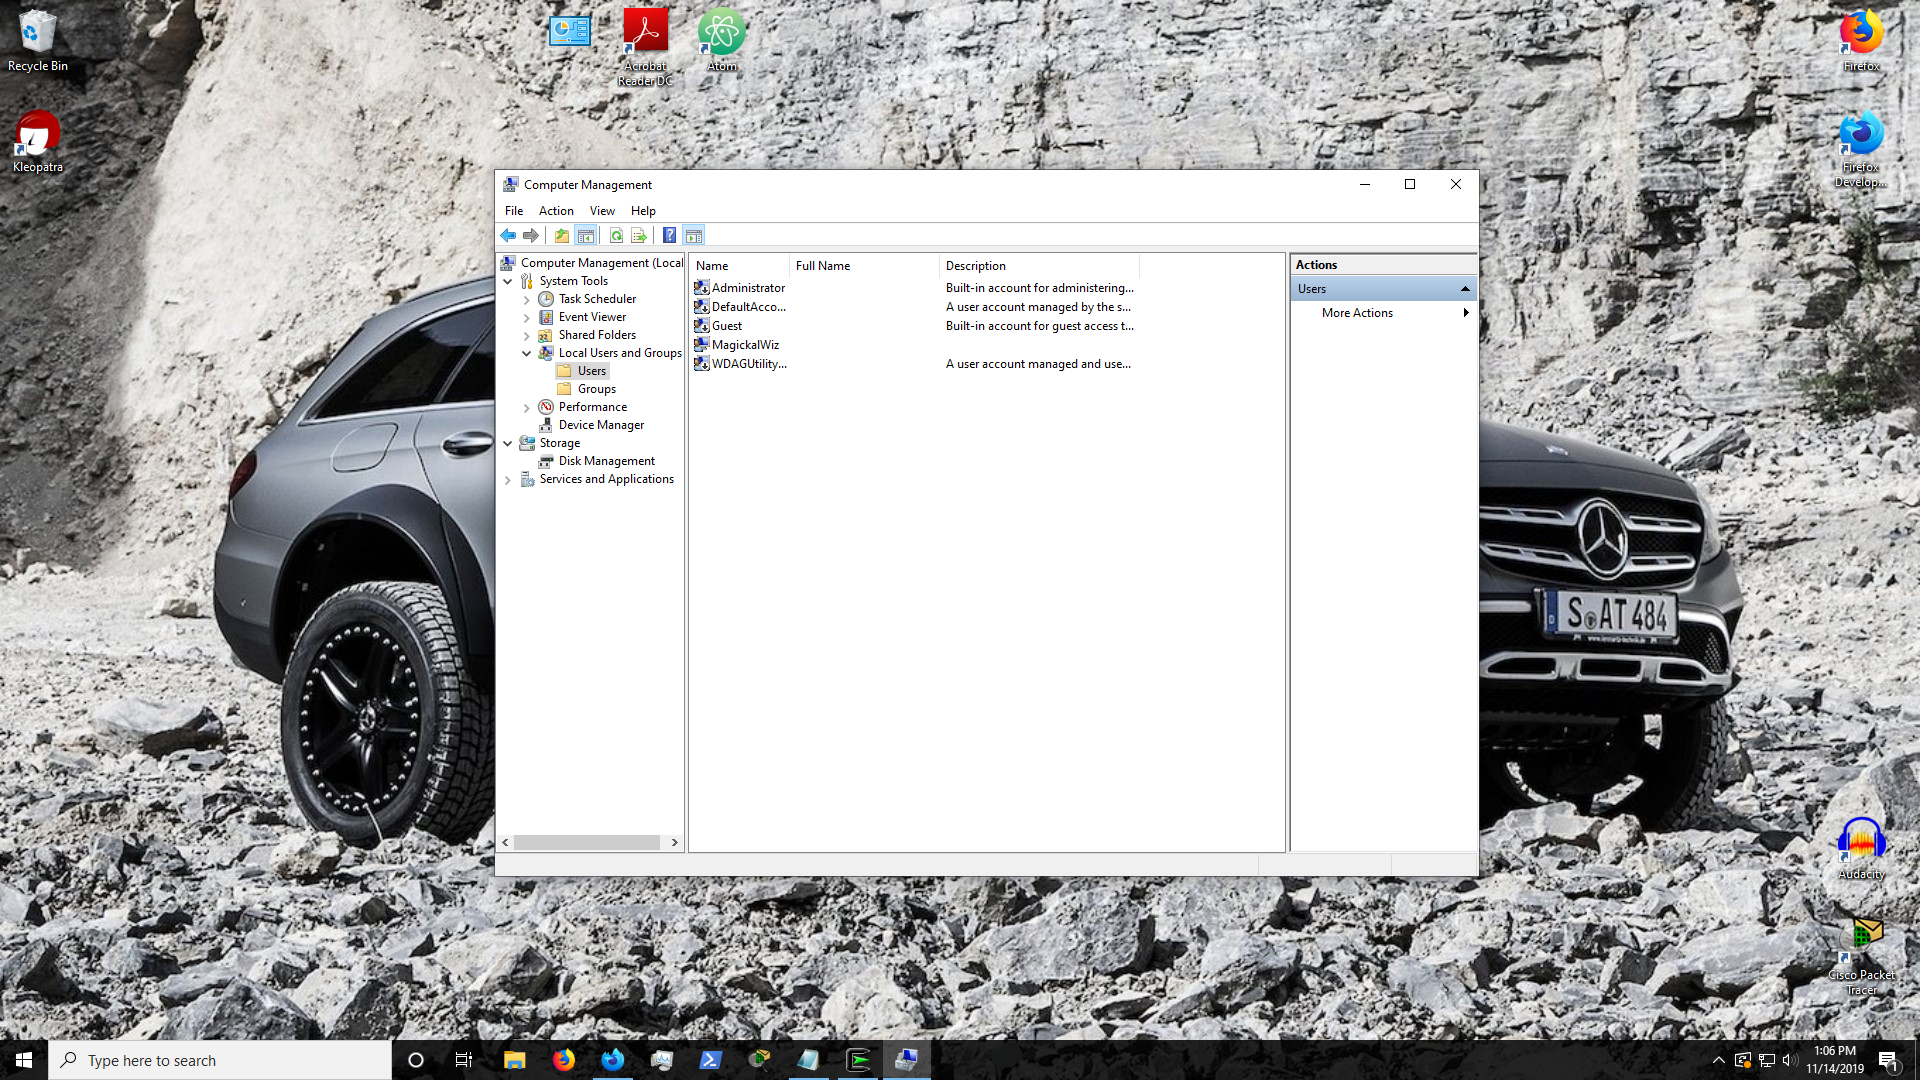 Recycle Bin
Kleopatra
Acrobat
Reader DC
Atom
Firefox
Firefox
Develop...
Computer Management
File Action View Help
Computer Management (Local
System Tools
Task Scheduler
Event Viewer
Shared Folders
Local Users and Groups
Users
Groups
Performance
Device Manager
Storage
Disk Management
Services and Applications
Name Full Name Description
Administrator Built-in account for administering...
DefaultAcco... A user account managed by the s...
Guest Built-in account for guest access t...
MagickalWiz
WDAGUtility... A user account managed and use...
Actions
Users
More Actions
S AT 484
Audacity
Cisco Packet
Tracer
Type here to search
1:06 PM
11/14/2019
1